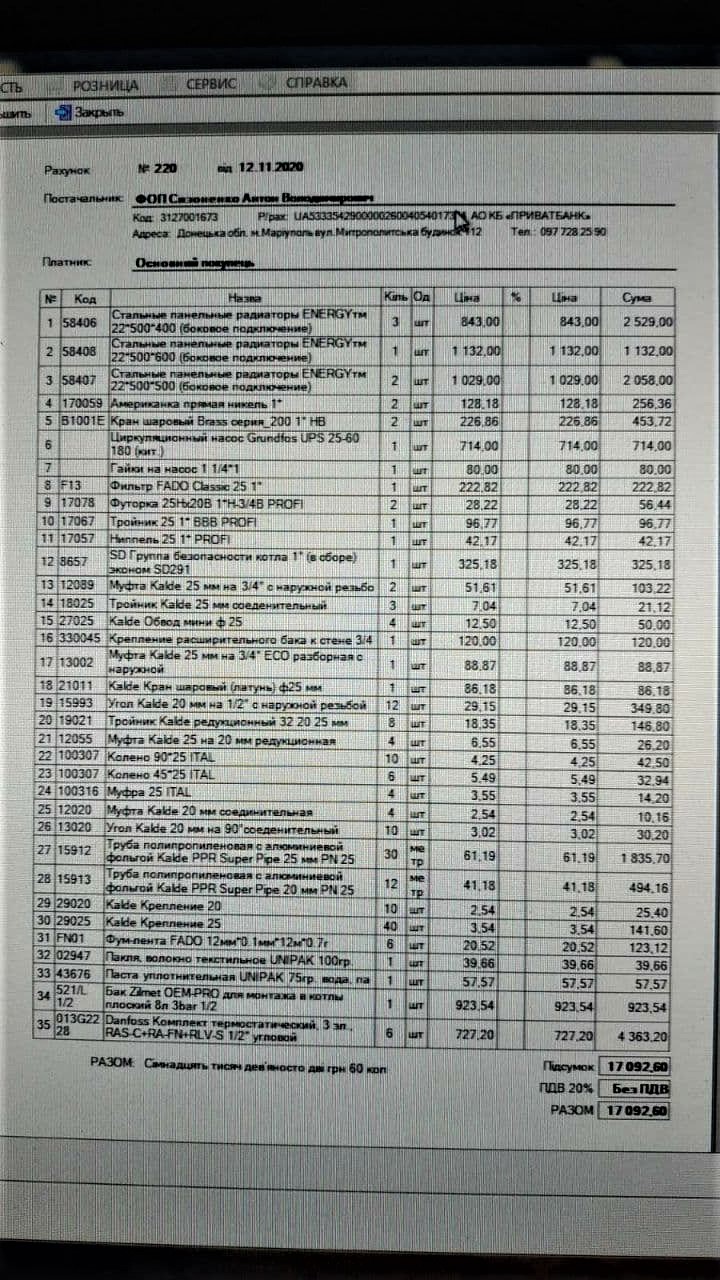 СТЬ РОЗНИЦА СЕРВИС СПРАВКА
Закрыть
Рахунок № 220 від 12.11.2020
Постачальник: ФОП Сизоненко Антон Володимирович
Код: 3127001673 Р/рах: АО КБ «ПРИВАТБАНК»
Адреса: Донецька обл. м.Маріуполь вул.Митрополитська будинок 112 Тел.: 097 728 25 90
Платник: Основний покупець
№ Код Назва Кіль Од Ціна % Ціна Сума
1 58406 Стальные панельные радиаторы ENERGYтм 22*500*400 (боковое подключение) 3 шт 843,00 843,00 2 529,00
2 58408 Стальные панельные радиаторы ENERGYтм 22*500*600 (боковое подключение) 1 шт 1 132,00 1 132,00 1 132,00
3 58407 Стальные панельные радиаторы ENERGYтм 22*500*500 (боковое подключение) 2 шт 1 029,00 1 029,00 2 058,00
4 170059 Американка прямая никель 1" 2 шт 128,18 128,18 256,36
5 B1001E Кран шаровый Brass серия_200 1" НВ 2 шт 226,86 226,86 453,72
6 Циркуляционный насос Grundfos UPS 25-60 180 (кит.) 1 шт 714,00 714,00 714,00
7 Гайки на насос 1 1/4*1 1 шт 80,00 80,00 80,00
8 F13 Фильтр FADO Classic 25 1" 1 шт 222,82 222,82 222,82
9 17078 Футорка 25Нх20В 1"Н-3/4В PROFI 2 шт 28,22 28,22 56,44
10 17067 Тройник 25 1" ВВВ PROFI 1 шт 96,77 96,77 96,77
11 17057 Ниппель 25 1" PROFI 1 шт 42,17 42,17 42,17
12 8657 SD Группа безопасности котла 1" (в сборе) эконом SD291 1 шт 325,18 325,18 325,18
13 12089 Муфта Kalde 25 мм на 3/4" с наружной резьбо 2 шт 51,61 51,61 103,22
14 18025 Тройник Kalde 25 мм соеденительный 3 шт 7,04 7,04 21,12
15 27025 Kalde Обвод мини ф 25 4 шт 12,50 12,50 50,00
16 330045 Крепление расширительного бака к стене 3/4 1 шт 120,00 120,00 120,00
17 13002 Муфта Kalde 25 мм на 3/4" ECO разборная с наружной 1 шт 88,87 88,87 88,87
18 21011 Kalde Кран шаровый (латунь) ф25 мм 1 шт 86,18 86,18 86,18
19 15993 Угол Kalde 20 мм на 1/2" с наружной резьбой 12 шт 29,15 29,15 349,80
20 19021 Тройник Kalde редукционный 32 20 25 мм 8 шт 18,35 18,35 146,80
21 12055 Муфта Kalde 25 на 20 мм редукционная 4 шт 6,55 6,55 26,20
22 100307 Колено 90*25 ITAL 10 шт 4,25 4,25 42,50
23 100307 Колено 45*25 ITAL 6 шт 5,49 5,49 32,94
24 100316 Муфра 25 ITAL 4 шт 3,55 3,55 14,20
25 12020 Муфта Kalde 20 мм соединительная 4 шт 2,54 2,54 10,16
26 13020 Угол Kalde 20 мм на 90°соеденительный 10 шт 3,02 3,02 30,20
27 15912 Труба полипропиленовая с алюминиевой фольгой Kalde PPR Super Pipe 25 мм PN 25 30 ме тр 61,19 61,19 1 835,70
28 15913 Труба полипропиленовая с алюминиевой фольгой Kalde PPR Super Pipe 20 мм PN 25 12 ме тр 41,18 41,18 494,16
29 29020 Kalde Крепление 20 10 шт 2,54 2,54 25,40
30 29025 Kalde Крепление 25 40 шт 3,54 3,54 141,60
31 FN01 Фум-лента FADO 12мм*0.1мм*12м*0.7г 6 шт 20,52 20,52 123,12
32 02947 Пакля, волокно текстильное UNIPAK 100гр. 1 шт 39,66 39,66 39,66
33 43676 Паста уплотнительная UNIPAK 75гр. вода, па 1 шт 57,57 57,57 57,57
34 521/L 1/2 Бак Zilmet OEM-PRO для монтажа в котлы плоский 8л 3bar 1/2 1 шт 923,54 923,54 923,54
35 013G22 28 Danfoss Комплект термостатический, 3 эл., RAS-C+RA-FN+RLV-S 1/2" угловой 6 шт 727,20 727,20 4 363,20
РАЗОМ: Сімнадцять тисяч дев'яносто дві грн 60 коп
Підсумок 17 092,60
ПДВ 20% Без ПДВ
РАЗОМ 17 092,60